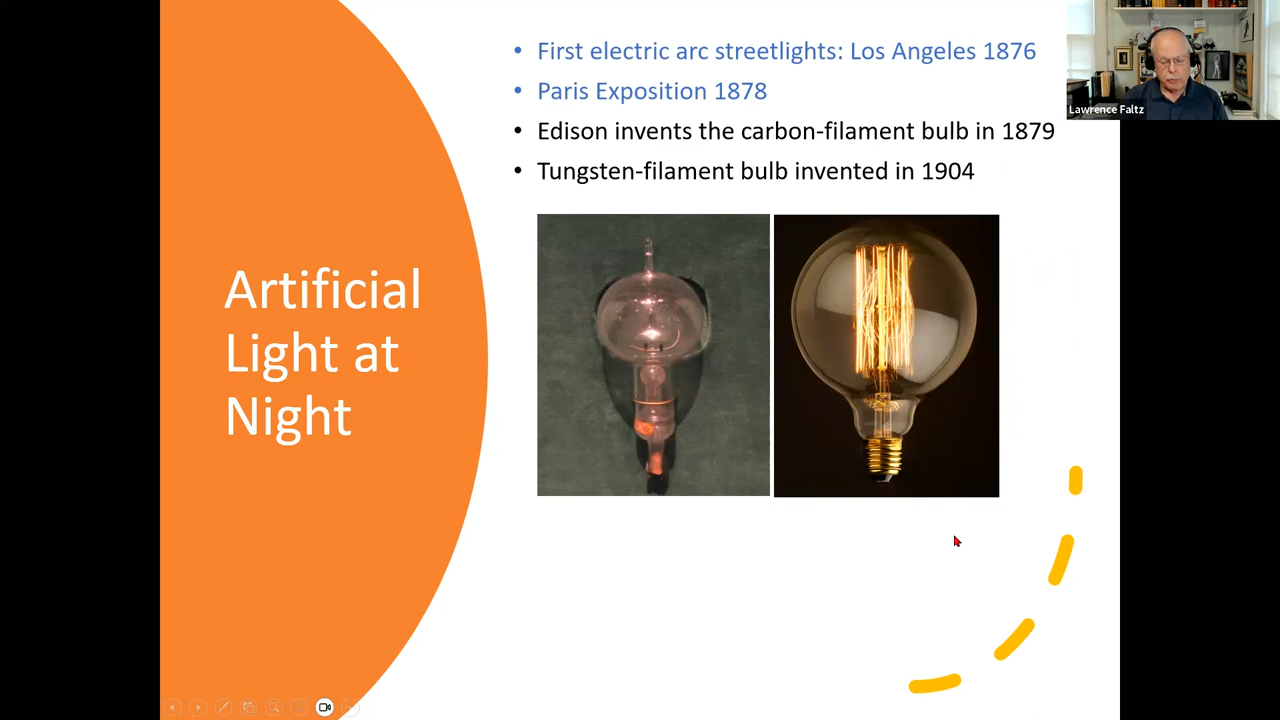 First electric arc streetlights: Los Angeles 1876
Paris Exposition 1878
Edison invents the carbon-filament bulb in 1879
Tungsten-filament bulb invented in 1904
Artificial
Light at
Night
Lawrence Faltz